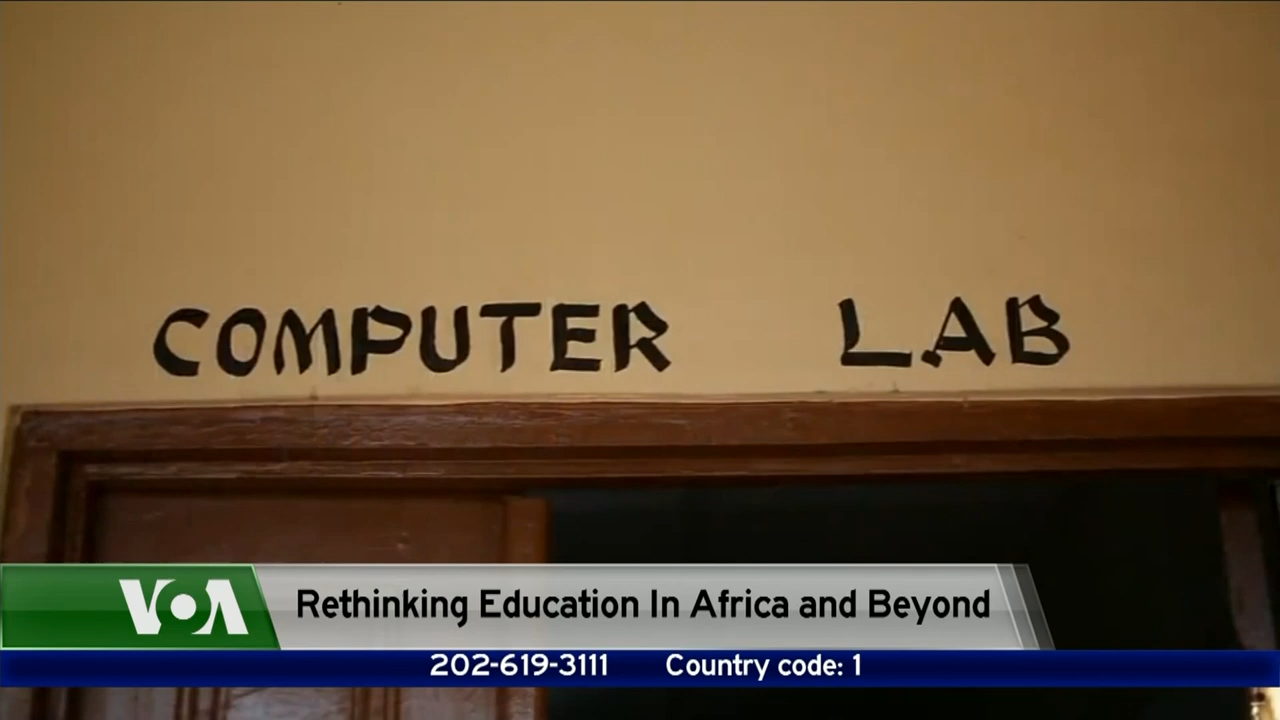 COMPUTER LAB
VOA
Rethinking Education In Africa and Beyond
202-619-3111 Country code: 1